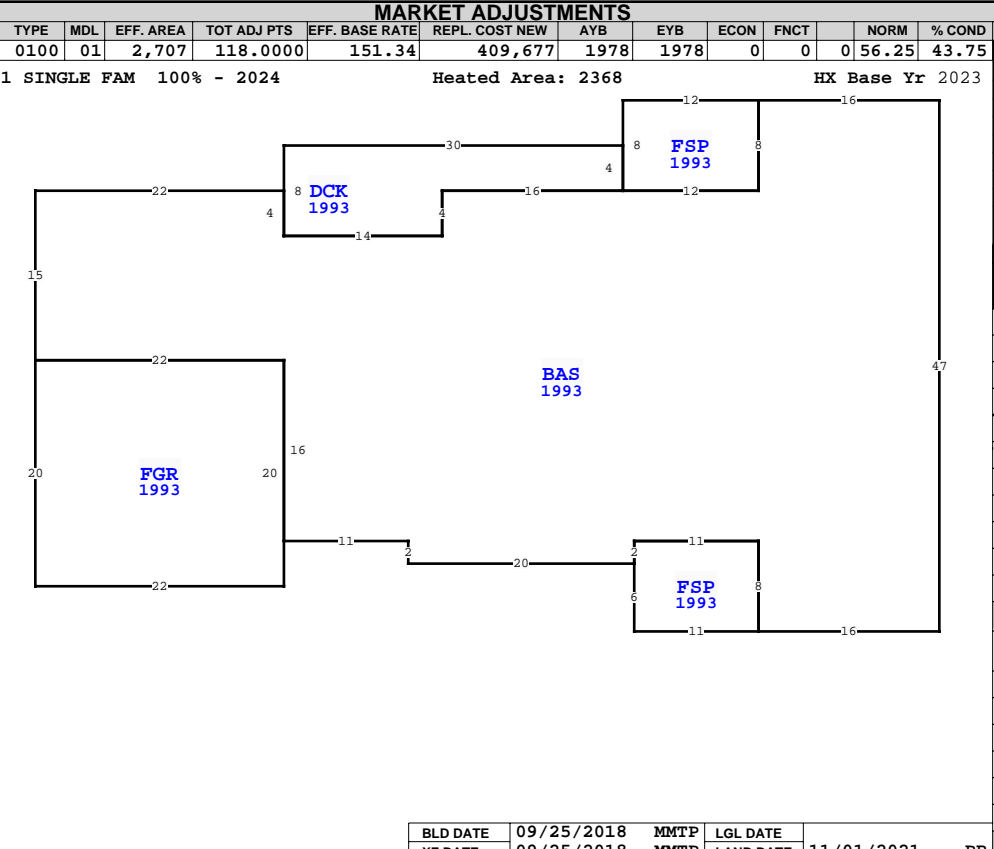 MARKET ADJUSTMENTS
TYPE MDL EFF. AREA TOT ADJ PTS EFF. BASE RATE REPL. COST NEW AYB EYB ECON FNCT NORM % COND
0100 01 2,707 118.0000 151.34 409,677 1978 1978 0 0 0 56.25 43.75
1 SINGLE FAM 100% - 2024 Heated Area: 2368 HX Base Yr 2023
12 16
30 8 FSP 8
1993
4
22 8 DCK 16 12
1993
4 4
14
15
22
BAS 47
1993
16
20 FGR 20
1993
11 2 2 11
20
22 6 FSP 8
1993
11 16
BLD DATE 09/25/2018 MMTP LGL DATE